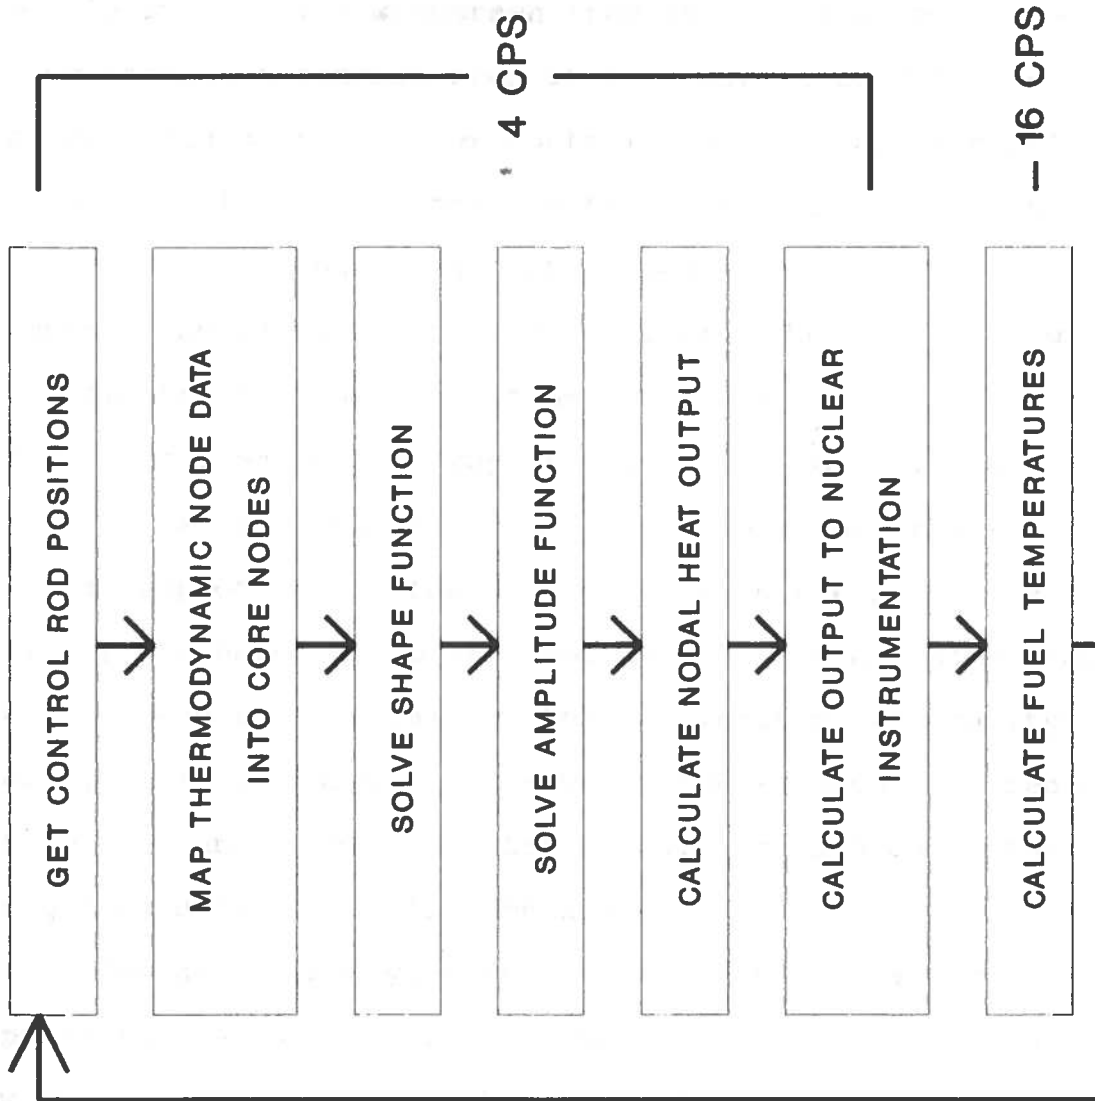 GET CONTROL ROD POSITIONS
MAP THERMODYNAMIC NODE DATA
INTO CORE NODES
SOLVE SHAPE FUNCTION
SOLVE AMPLITUDE FUNCTION
CALCULATE NODAL HEAT OUTPUT
CALCULATE OUTPUT TO NUCLEAR
INSTRUMENTATION
4 CPS
CALCULATE FUEL TEMPERATURES
16 CPS